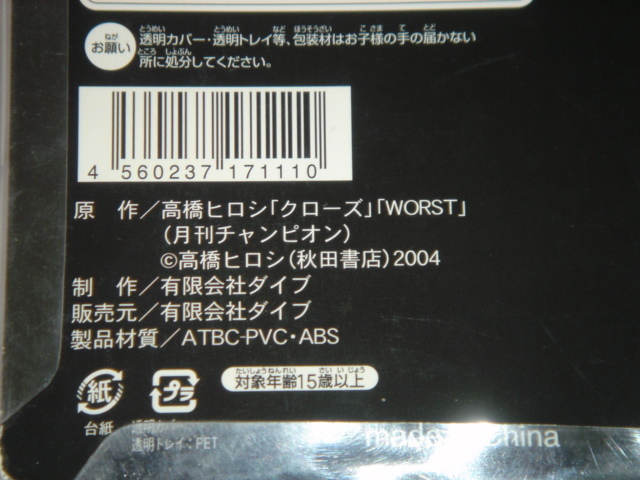 お願い 透明カバー・透明トレイ等、包装材はお子様の手の届かない
所に処分してください。
4 560237 171110
原 作／高橋ヒロシ「クローズ」「WORST」
(月刊チャンピオン)
©高橋ヒロシ(秋田書店)2004
制 作／有限会社ダイブ
販売元／有限会社ダイブ
製品材質／ATBC-PVC・ABS
紙 プラ 対象年齢15歳以上
台紙
透明トレイ：PET
made China